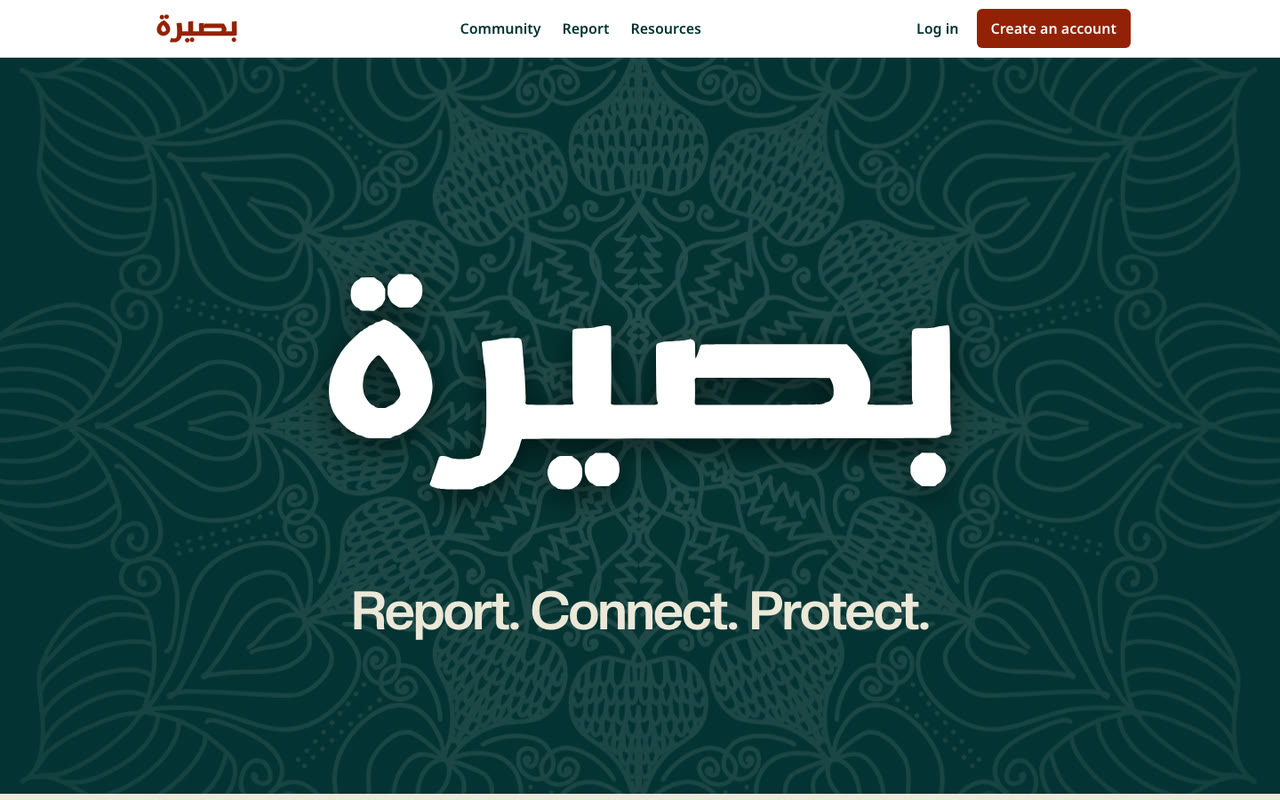 بصيرة
Community Report Resources
Log in Create an account
بصيرة
Report. Connect. Protect.